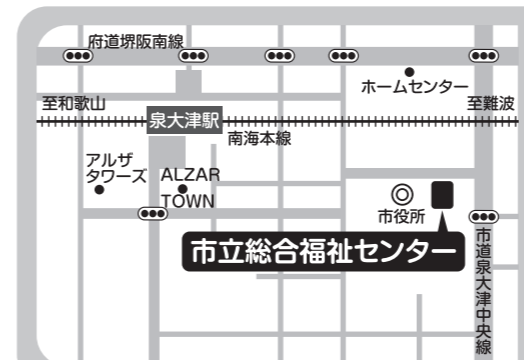 府道堺阪南線
ホームセンター
至和歌山
至難波
泉大津駅
南海本線
アルザ
タワーズ
ALZAR
TOWN
市役所
市立総合福祉センター
市道泉大津中央線